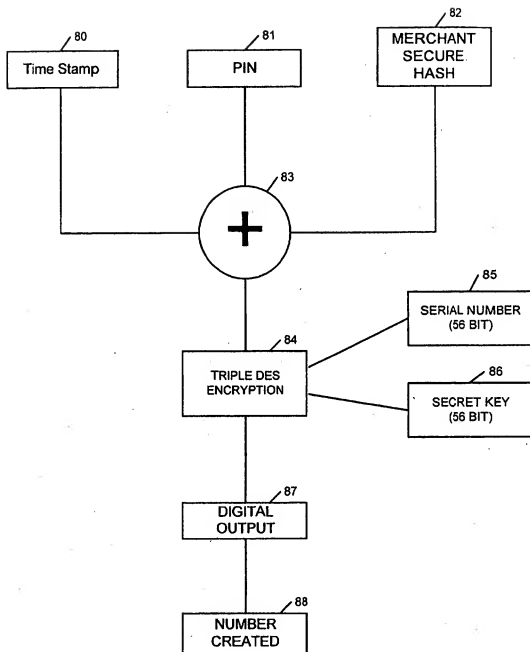 80
Time Stamp
81
PIN
82
MERCHANT
SECURE
HASH
83
+
84
TRIPLE DES
ENCRYPTION
85
SERIAL NUMBER
(56 BIT)
86
SECRET KEY
(56 BIT)
87
DIGITAL
OUTPUT
88
NUMBER
CREATED